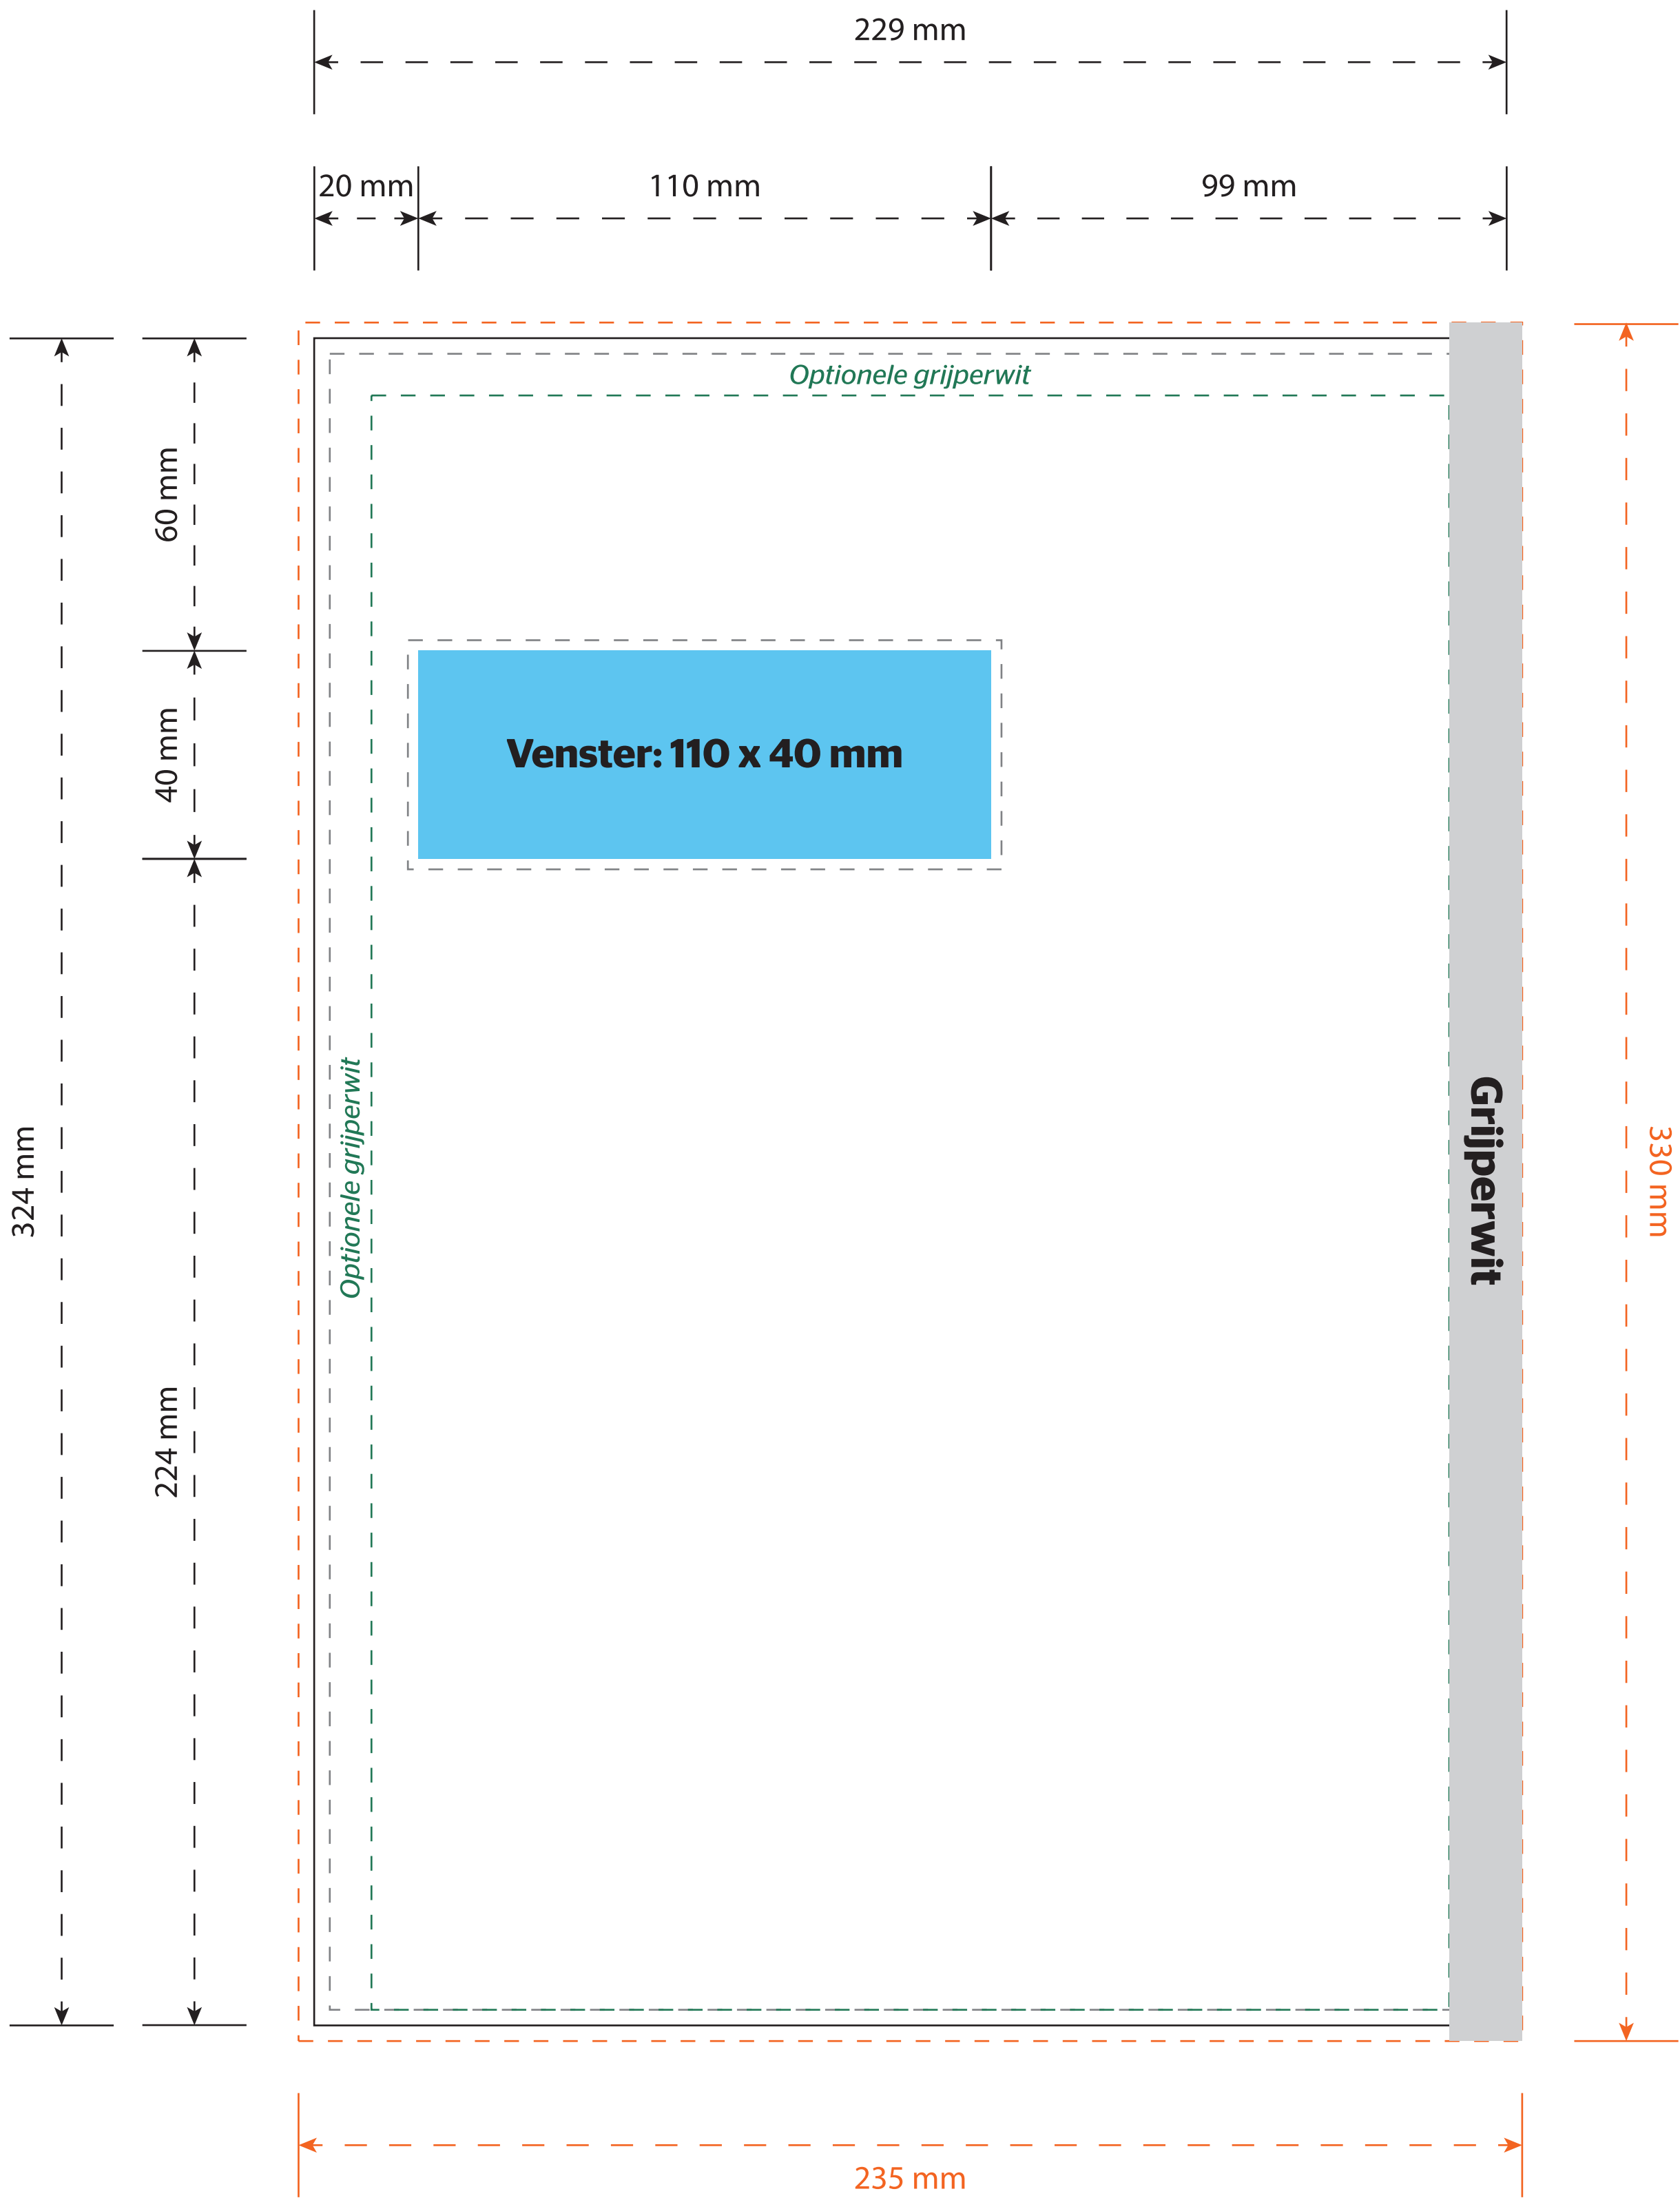 229 mm
20 mm
110 mm
99 mm
Optionele grijperwit
60 mm
40 mm
Venster: 110 x 40 mm
Optionele grijperwit
Grijperwit
324 mm
330 mm
224 mm
235 mm